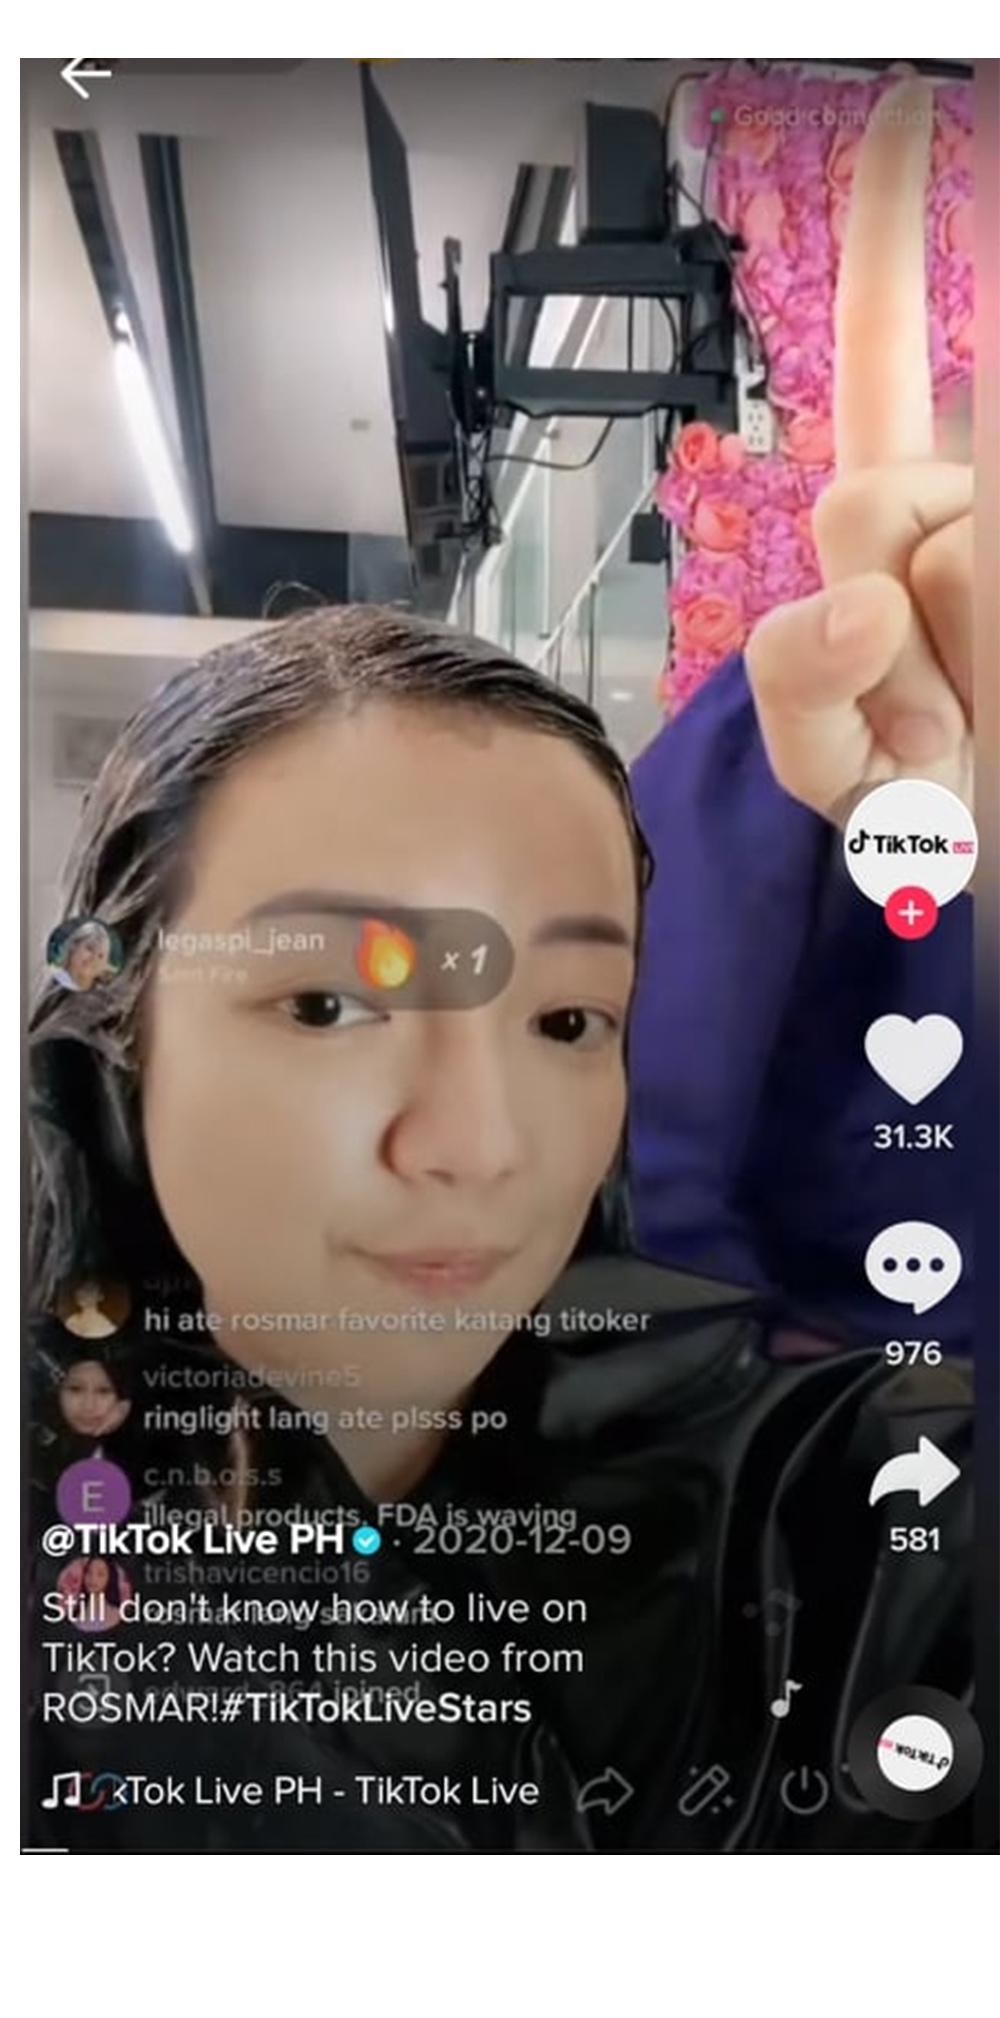 Good connection
TikTok LIVE
legaspi_jean
Sent Fire
x 1
31.3K
hi ate rosmar favorite katang titoker
976
victoriadevine5
ringlight lang ate plsss po
c.n.b.o.s.s
E
illegal products. FDA is waving
@TikTok Live PH · 2020-12-09
581
trishavicencio16
Still don't know how to live on
TikTok? Watch this video from
joined
ROSMAR!#TikTokLiveStars
kTok Live PH - TikTok Live
TikTok